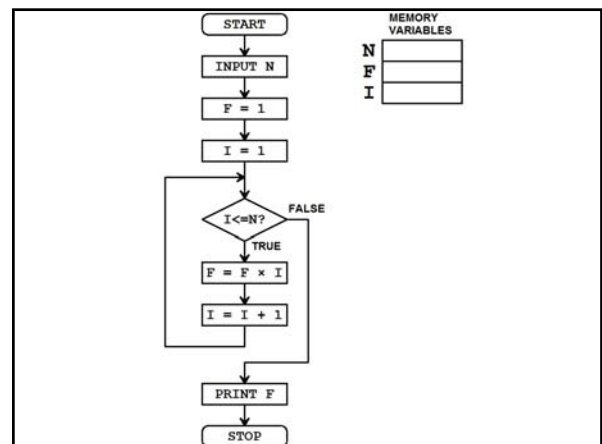 START
MEMORY
VARIABLES
N
INPUT N
F
I
F = 1
I = 1
I<=N?
FALSE
TRUE
F = F × I
I = I + 1
PRINT F
STOP